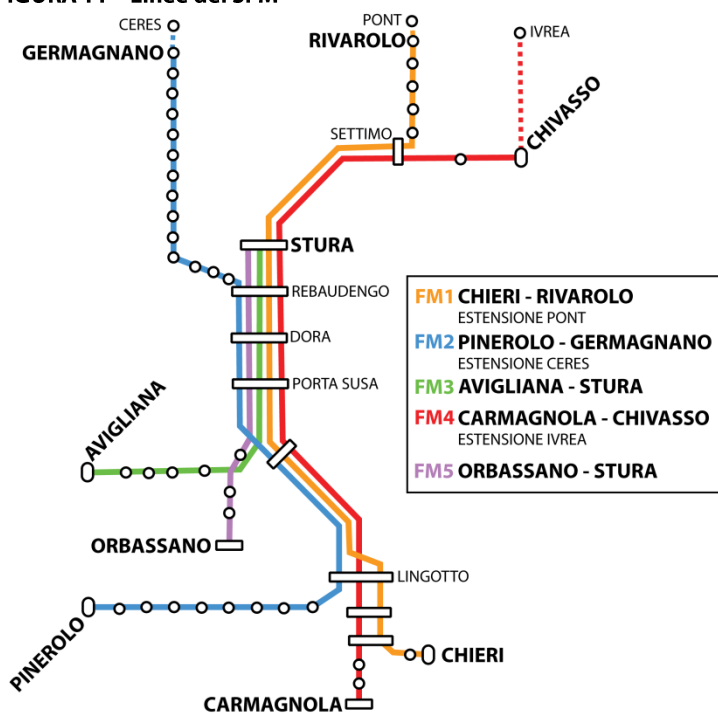 CERES
PONT
GERMAGNANO
RIVAROLO
IVREA
CHIVASSO
SETTIMO
STURA
REBAUDENGO
DORA
PORTA SUSA
FM1 CHIERI - RIVAROLO
ESTENSIONE PONT
FM2 PINEROLO - GERMAGNANO
ESTENSIONE CERES
FM3 AVIGLIANA - STURA
FM4 CARMAGNOLA - CHIVASSO
ESTENSIONE IVREA
FM5 ORBASSANO - STURA
AVIGLIANA
ORBASSANO
LINGOTTO
PINEROLO
CHIERI
CARMAGNOLA